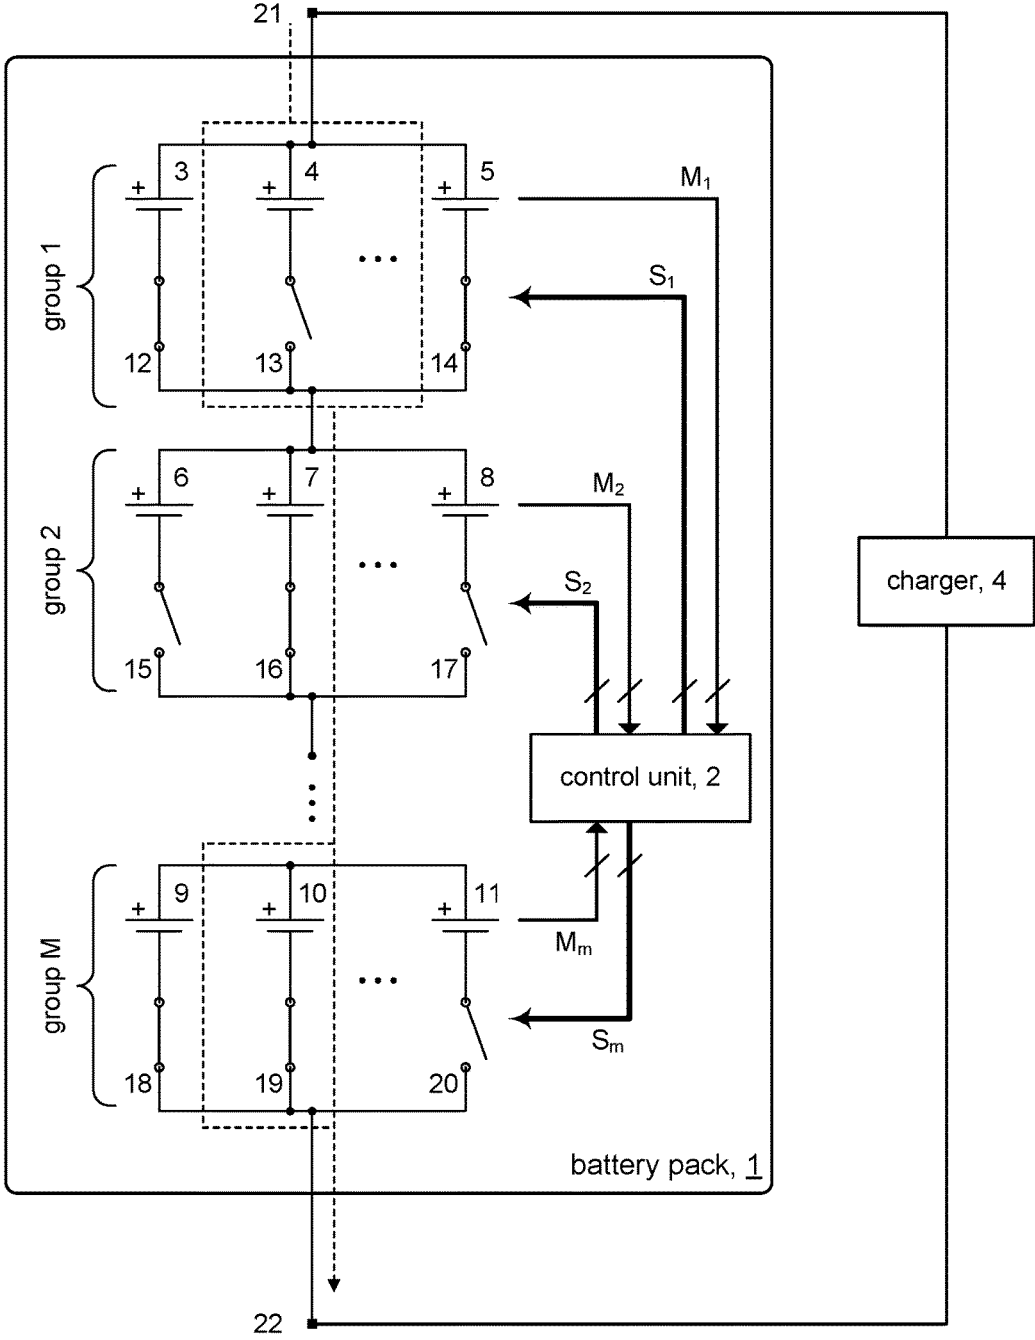 21
3
4
5
+
+
+
M₁
group 1
...
S₁
12
13
14
6
7
8
+
+
+
M₂
group 2
...
S₂
charger, 4
15
16
17
control unit, 2
9
10
11
+
+
+
Mₘ
group M
...
Sₘ
18
19
20
battery pack, 1
22